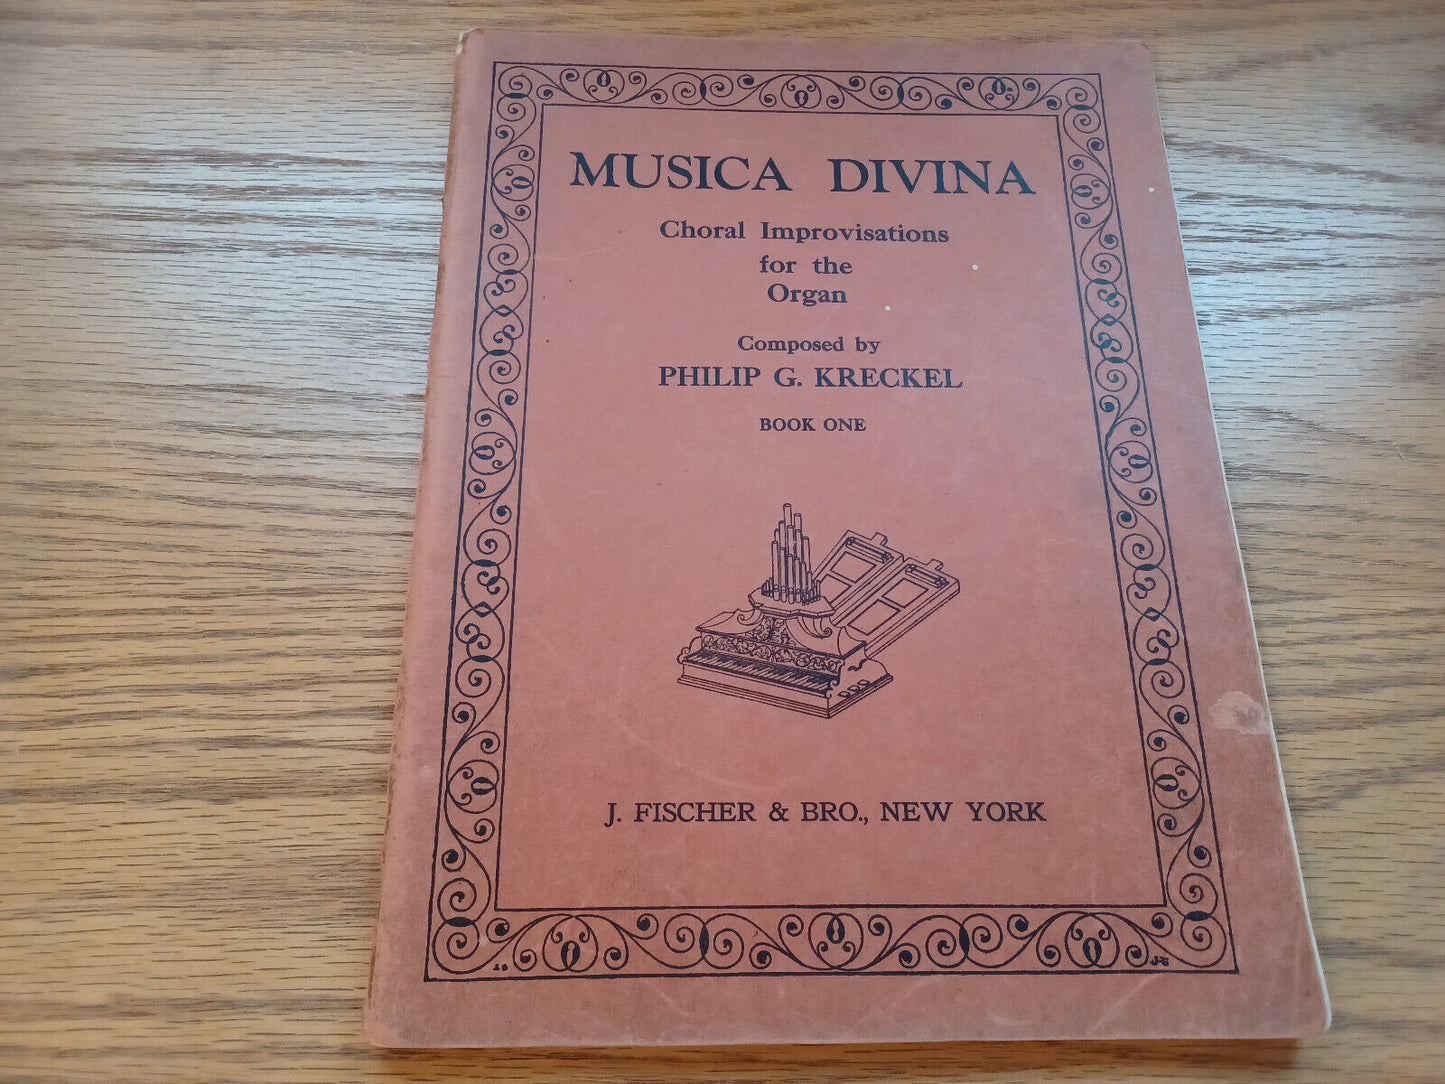 MUSICA DIVINA
Choral Improvisations
for the
Organ
Composed by
PHILIP G. KRECKEL
BOOK ONE
J. FISCHER & BRO., NEW YORK